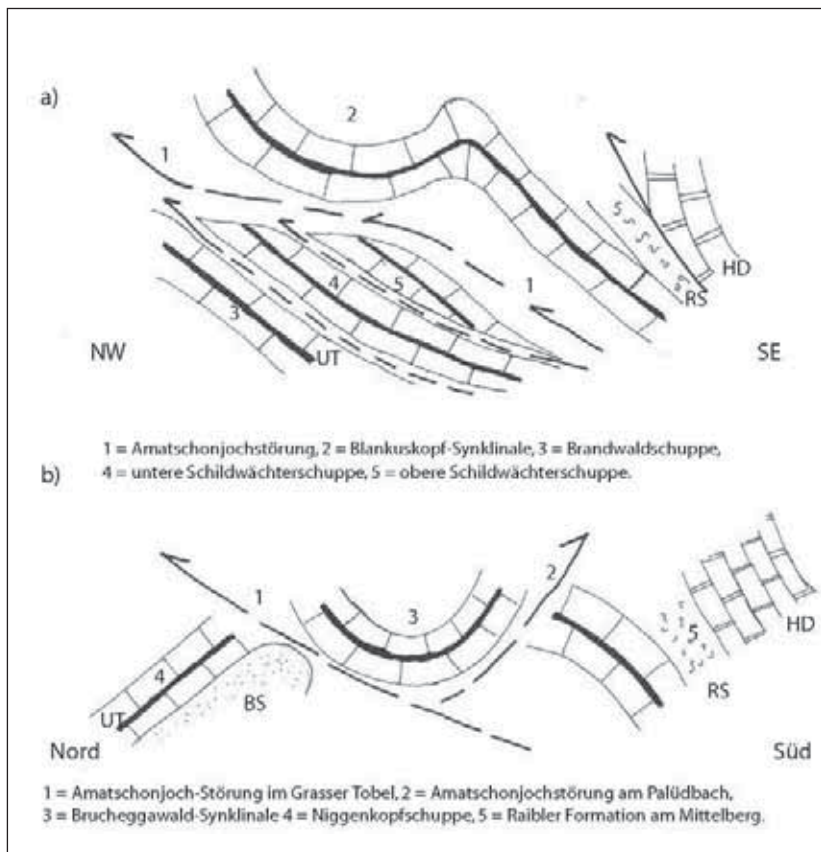 a)
2
1
5
HD
4
5
1
RS
3
NW
UT
SE
1 = Amatschonjochstörung, 2 = Blankuskopf-Synklinale, 3 = Brandwaldschuppe,
4 = untere Schildwächterschuppe, 5 = obere Schildwächterschuppe.
b)
1
2
3
5
HD
4
BS
RS
UT
Nord
Süd
1 = Amatschonjoch-Störung im Grasser Tobel, 2 = Amatschonjochstörung am Palüdbach,
3 = Brucheggawald-Synklinale 4 = Niggenkopfschuppe, 5 = Raibler Formation am Mittelberg.